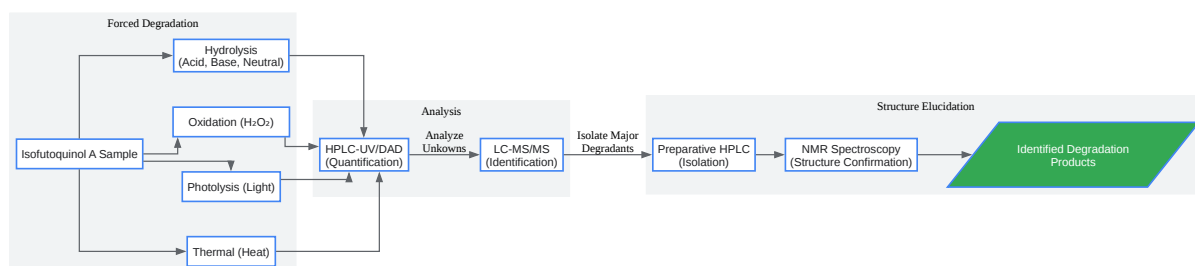 Forced Degradation
Hydrolysis
(Acid, Base, Neutral)
Oxidation (H₂O₂)
Isofutoquinol A Sample
Photolysis (Light)
Thermal (Heat)
Analysis
HPLC-UV/DAD
(Quantification)
Analyze
Unkowns
LC-MS/MS
(Identification)
Isolate Major
Degradants
Structure Elucidation
Preparative HPLC
(Isolation)
NMR Spectroscopy
(Structure Confirmation)
Identified Degradation
Products